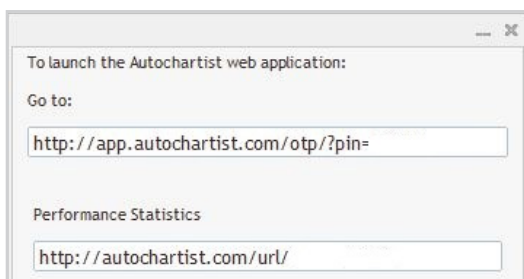 To launch the Autochartist web application:
Go to:
http://app.autochartist.com/otp/?pin=
Performance Statistics
http://autochartist.com/url/